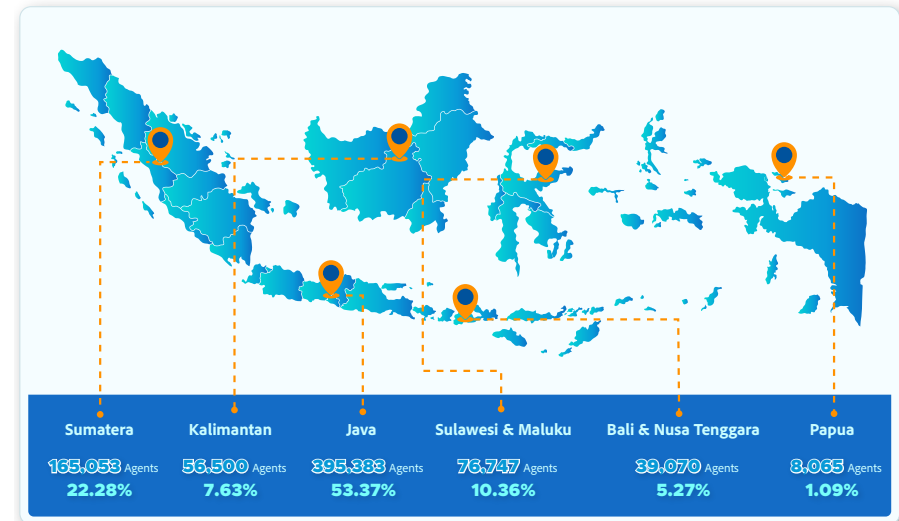 Sumatera Kalimantan Java Sulawesi & Maluku Bali & Nusa Tenggara Papua
165.053 Agents 56.500 Agents 395.383 Agents 76.747 Agents 39.070 Agents 8.065 Agents
22.28% 7.63% 53.37% 10.36% 5.27% 1.09%